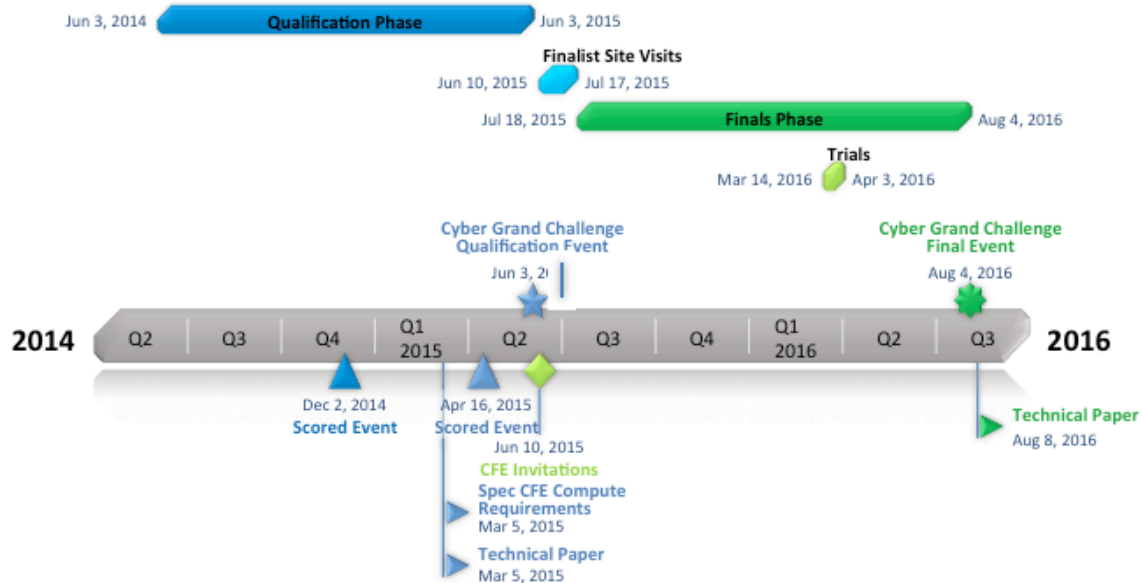 Jun 3, 2014
Qualification Phase
Jun 3, 2015
Finalist Site Visits
Jun 10, 2015
Jul 17, 2015
Jul 18, 2015
Finals Phase
Aug 4, 2016
Trials
Mar 14, 2016
Apr 3, 2016
Cyber Grand Challenge
Qualification Event
Jun 3,
Cyber Grand Challenge
Final Event
Aug 4, 2016
2014
Q2
Q3
Q4
Q1
2015
Q2
Q3
Q4
Q1
2016
Q2
Q3
2016
Dec 2, 2014
Scored Event
Apr 16, 2015
Scored Event
Jun 10, 2015
CFE Invitations
Spec CFE Compute
Requirements
Mar 5, 2015
Technical Paper
Mar 5, 2015
Technical Paper
Aug 8, 2016